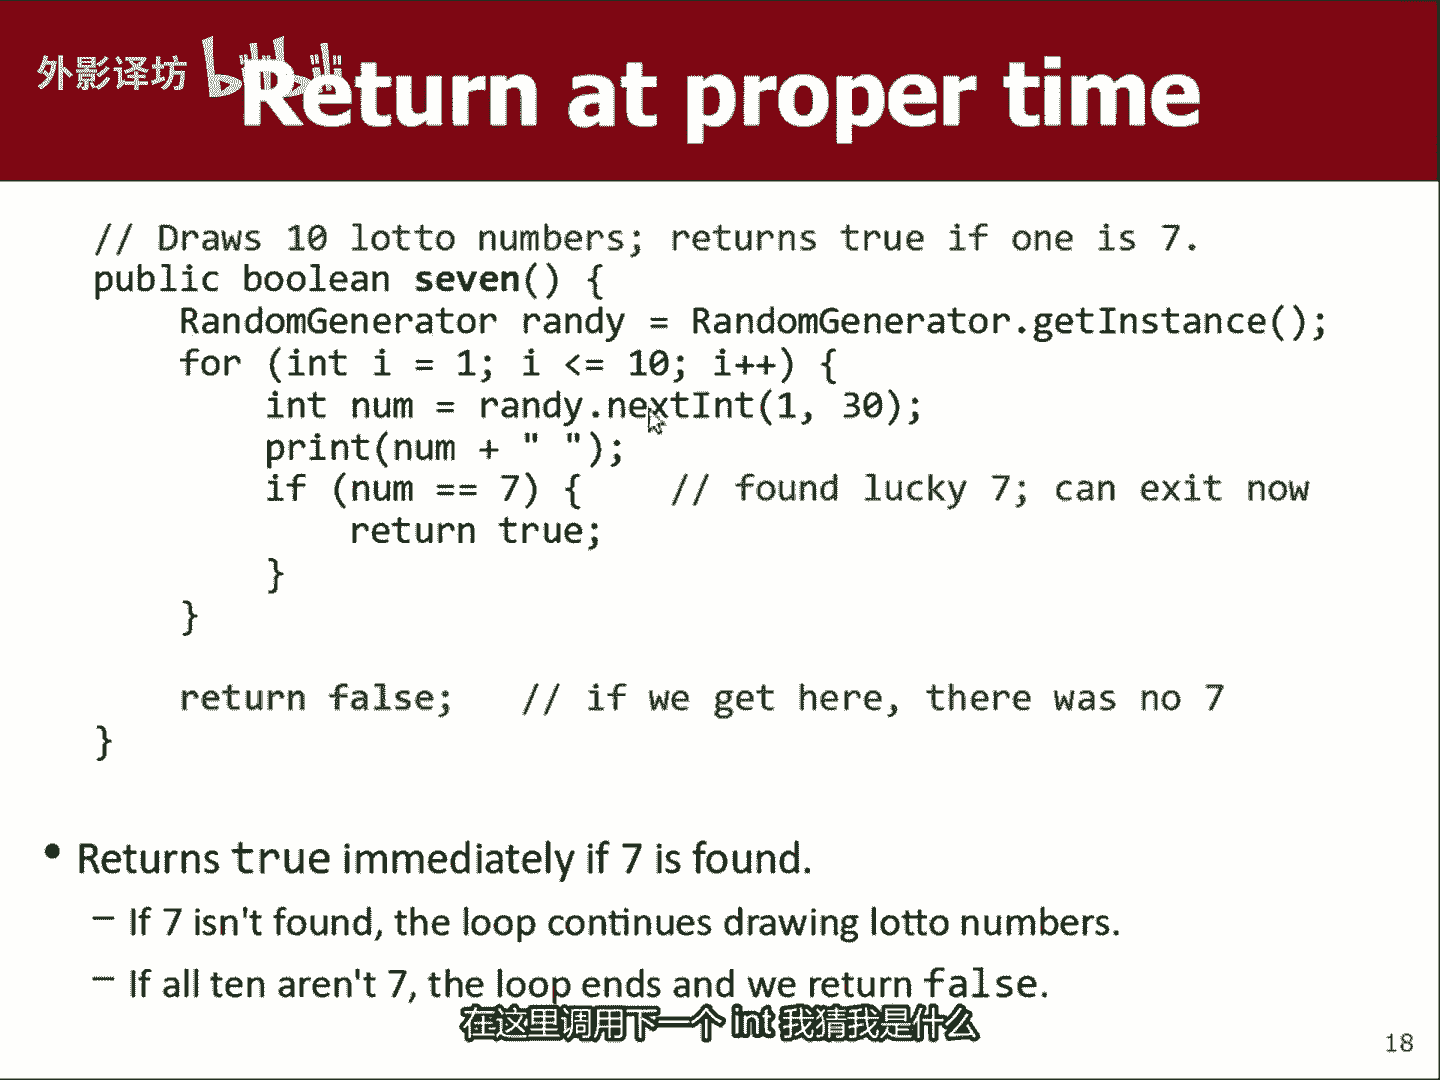 外影译坊 bilibili
Return at proper time
// Draws 10 lotto numbers; returns true if one is 7.
public boolean seven() {
RandomGenerator randy = RandomGenerator.getInstance();
for (int i = 1; i <= 10; i++) {
int num = randy.nextInt(1, 30);
print(num + " ");
if (num == 7) { // found lucky 7; can exit now
return true;
}
}
return false; // if we get here, there was no 7
}
• Returns true immediately if 7 is found.
– If 7 isn't found, the loop continues drawing lotto numbers.
– If all ten aren't 7, the loop ends and we return false.
在这里调用下一个 int 我猜我是什么
18